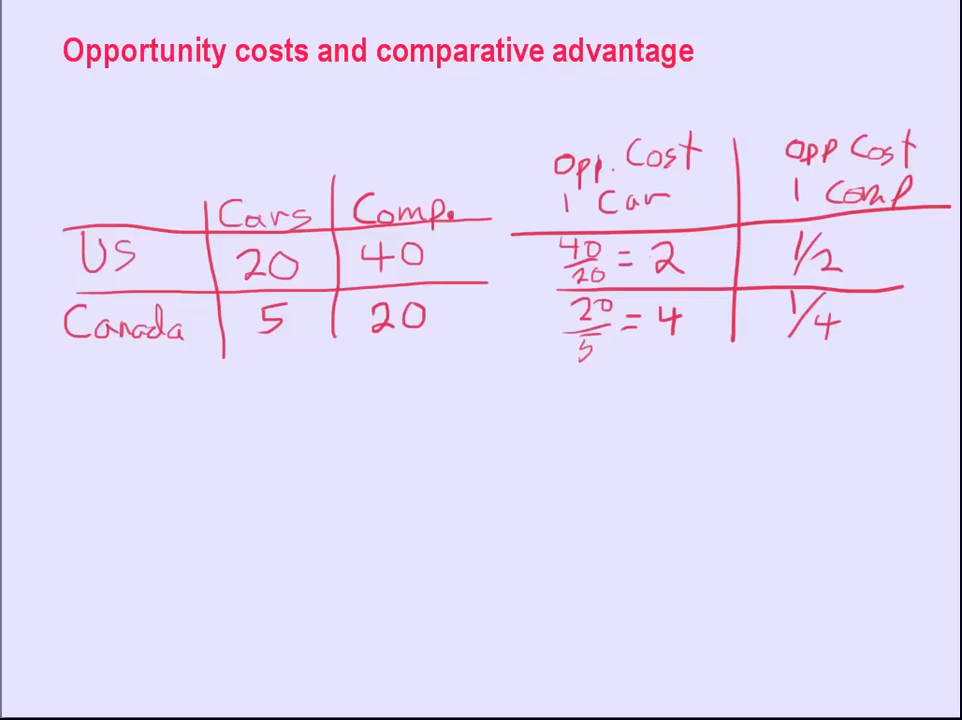 Opportunity costs and comparative advantage
Cars Comp.
US 20 40
Canada 5 20
Opp. Cost Opp Cost
1 Car 1 Comp
40/20 = 2 1/2
20/5 = 4 1/4